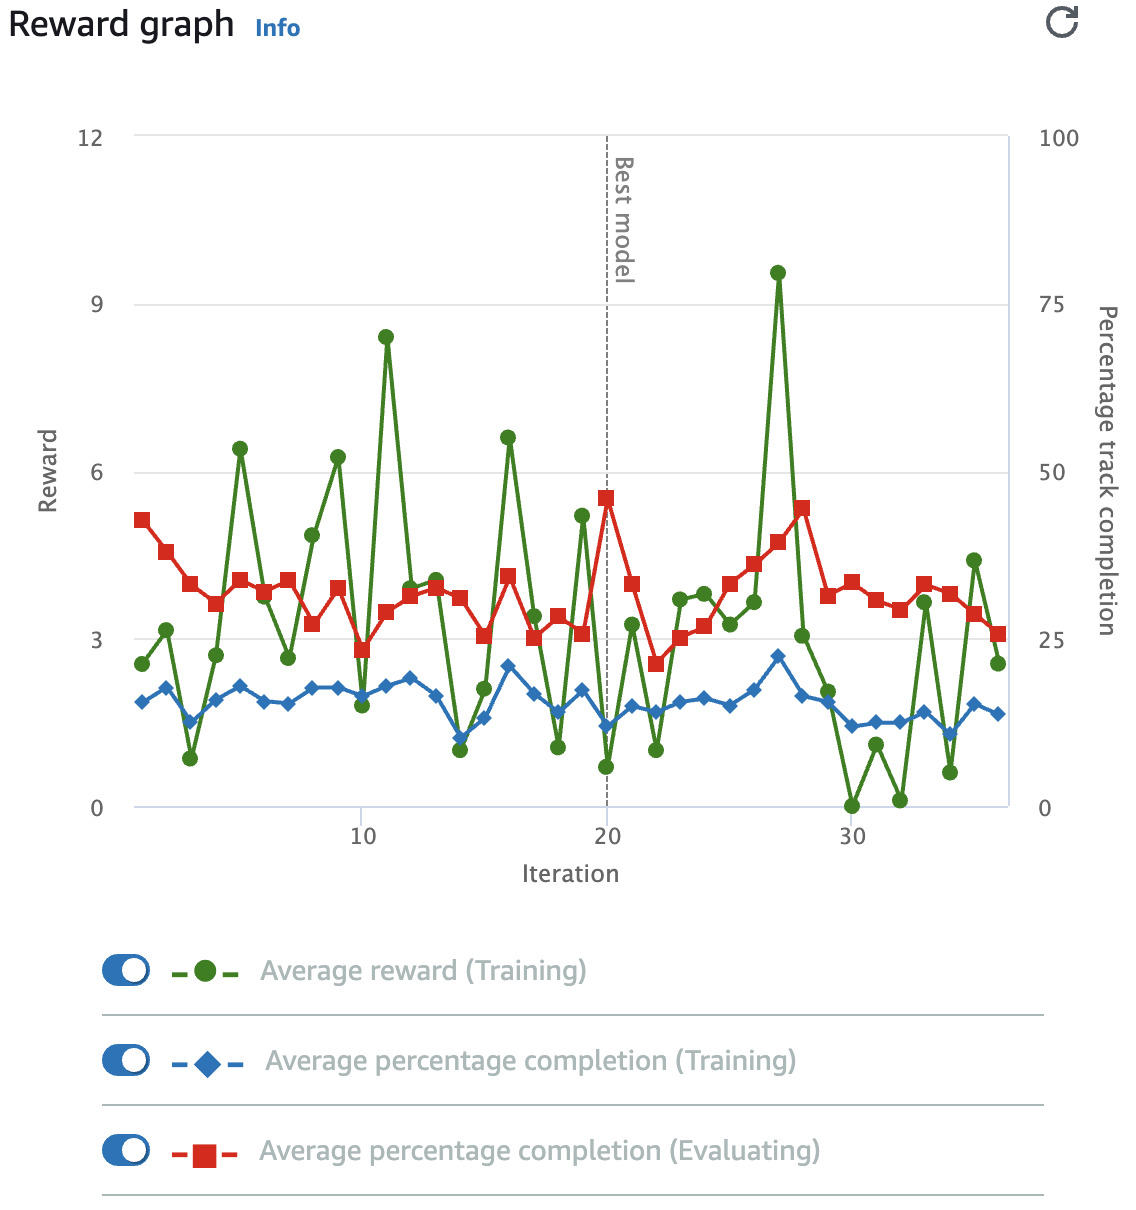 Reward graph Info
12
9
6
3
0
Reward
Best model
100
75
50
25
0
Percentage track completion
10 20 30
Iteration
Average reward (Training)
Average percentage completion (Training)
Average percentage completion (Evaluating)